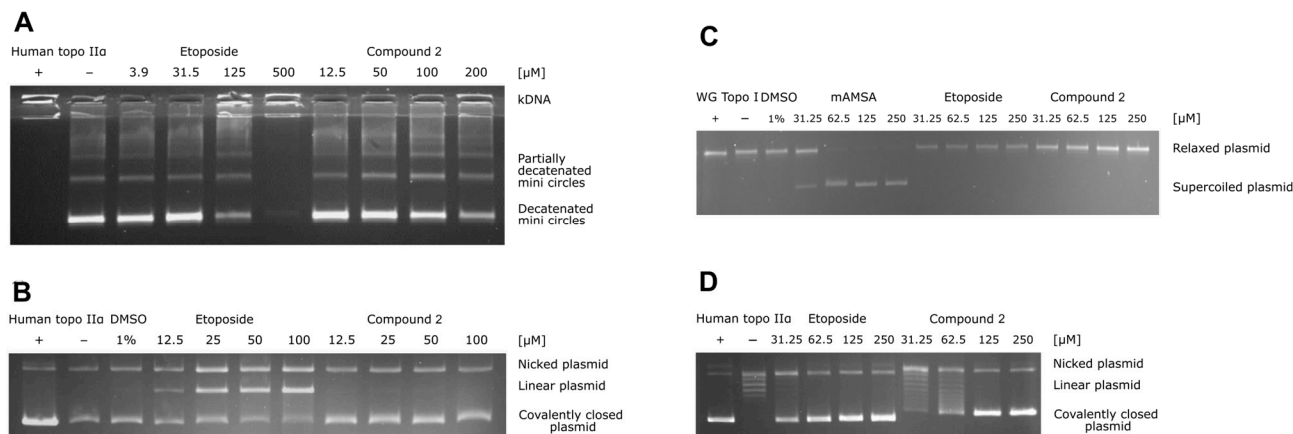 A
Human topo IIα Etoposide Compound 2
+ − 3.9 31.5 125 500 12.5 50 100 200 [µM]
kDNA
Partially
decatenated
mini circles
Decatenated
mini circles
B
Human topo IIα DMSO Etoposide Compound 2
+ − 1% 12.5 25 50 100 12.5 25 50 100 [µM]
Nicked plasmid
Linear plasmid
Covalently closed
plasmid
C
WG Topo I DMSO mAMSA Etoposide Compound 2
+ − 1% 31.25 62.5 125 250 31.25 62.5 125 250 31.25 62.5 125 250 [µM]
Relaxed plasmid
Supercoiled plasmid
D
Human topo IIα Etoposide Compound 2
+ − 31.25 62.5 125 250 31.25 62.5 125 250 [µM]
Nicked plasmid
Linear plasmid
Covalently closed
plasmid